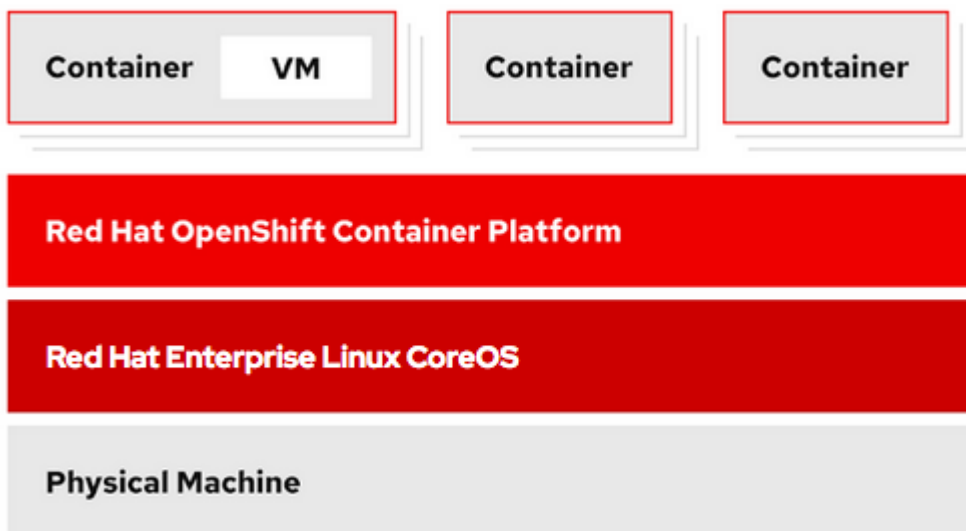 Container VM Container Container
Red Hat OpenShift Container Platform
Red Hat Enterprise Linux CoreOS
Physical Machine